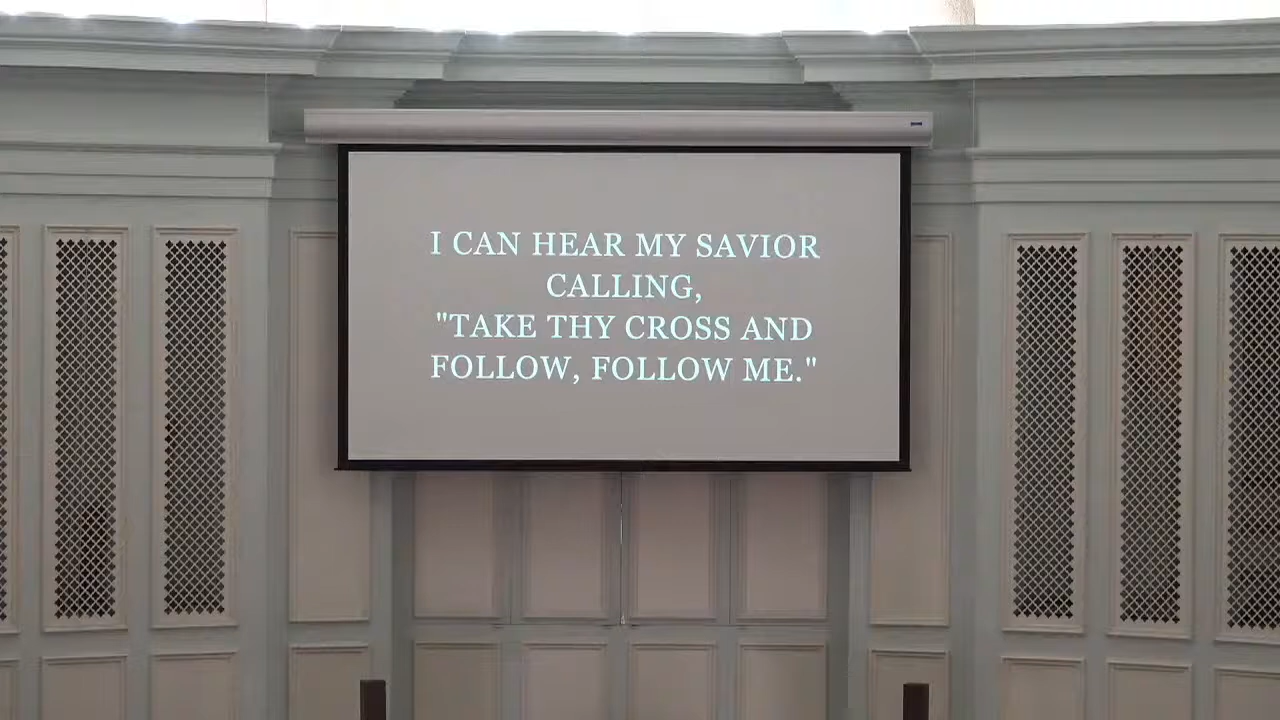 I CAN HEAR MY SAVIOR
CALLING,
"TAKE THY CROSS AND
FOLLOW, FOLLOW ME."